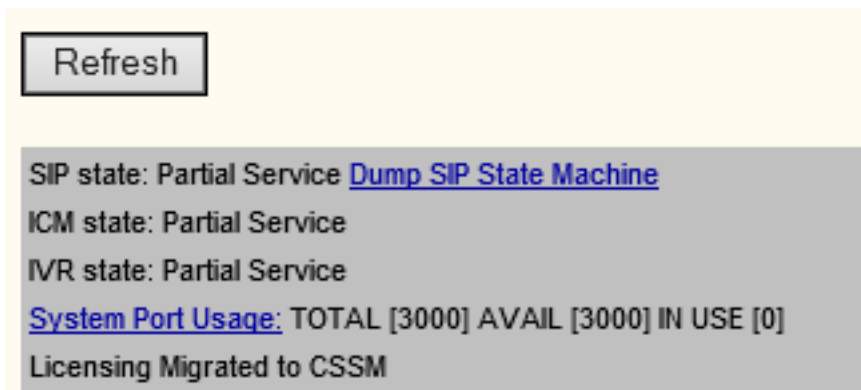 Refresh
SIP state: Partial Service Dump SIP State Machine
ICM state: Partial Service
IVR state: Partial Service
System Port Usage: TOTAL [3000] AVAIL [3000] IN USE [0]
Licensing Migrated to CSSM